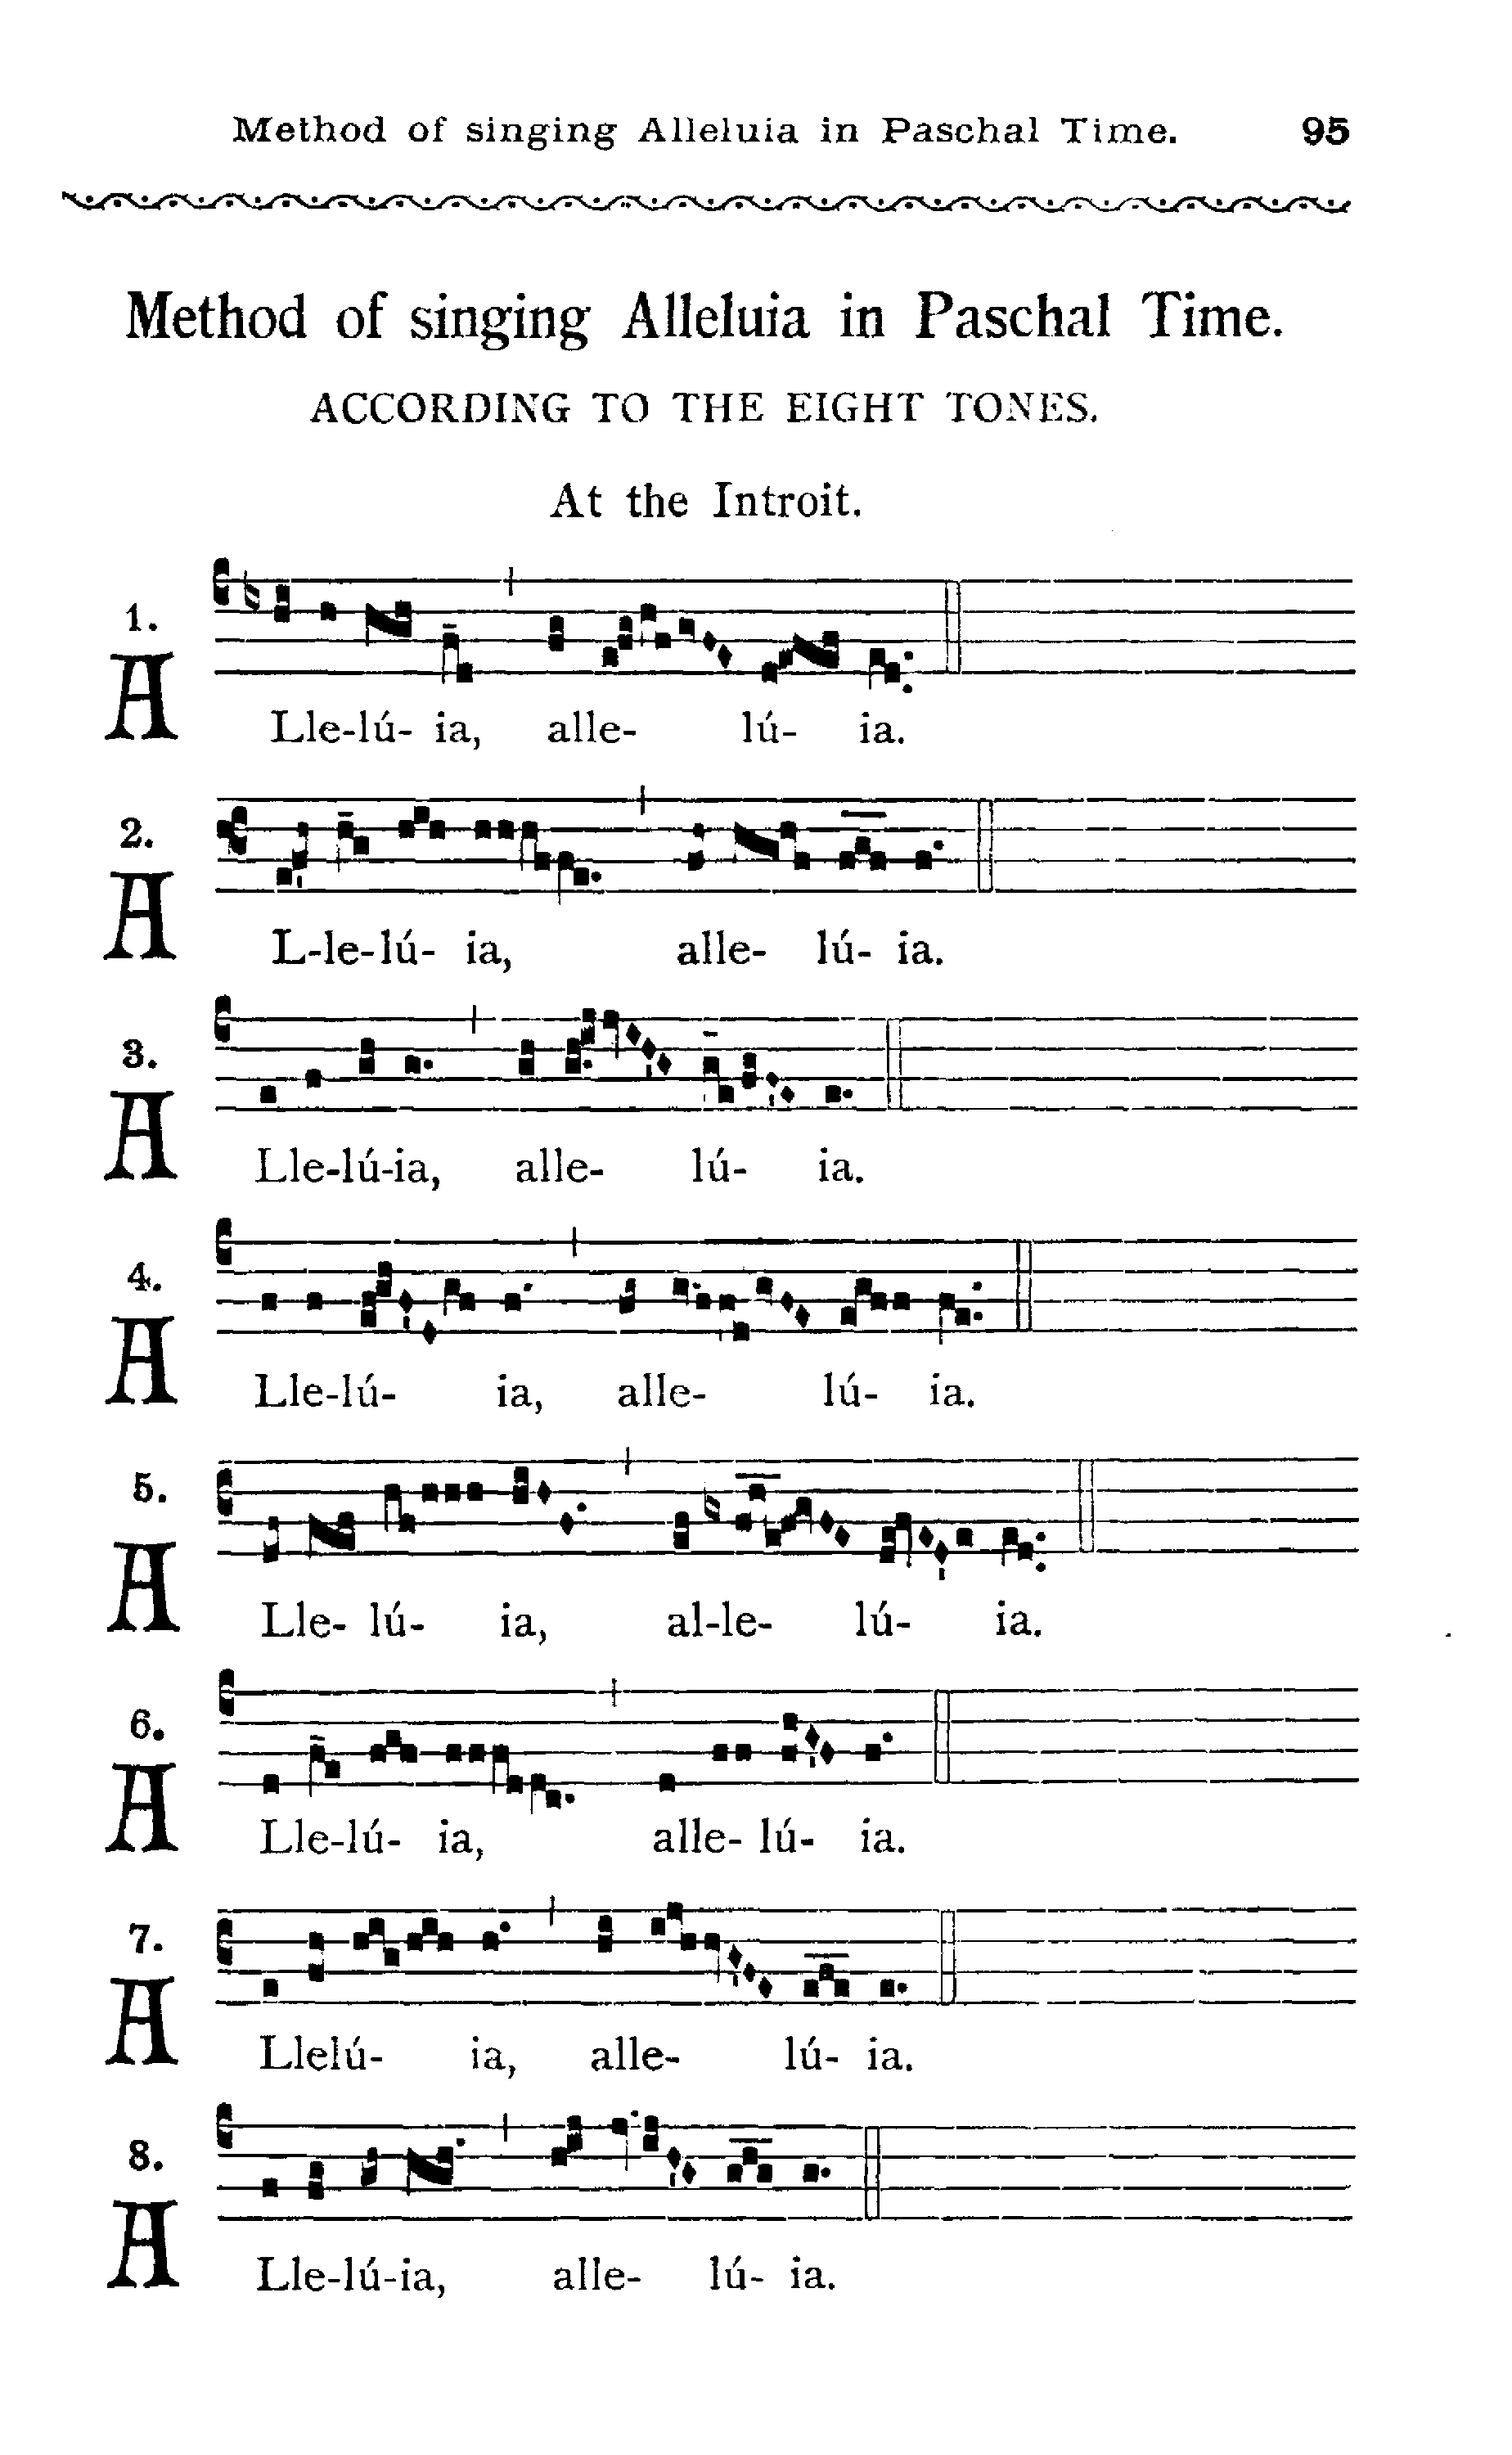 Method of singing Alleluia in Paschal Time. 95
Method of singing Alleluia in Paschal Time.
ACCORDING TO THE EIGHT TONES.
At the Introit.
1.
A Lle-lú- ia, alle- lú- ia.
2.
A L-le-lú- ia, alle- lú- ia.
3.
A Lle-lú-ia, alle- lú- ia.
4.
A Lle-lú- ia, alle- lú- ia.
5.
A Lle- lú- ia, al-le- lú- ia.
6.
A Lle-lú- ia, alle- lú- ia.
7.
A Llelú- ia, alle- lú- ia.
8.
A Lle-lú-ia, alle- lú- ia.